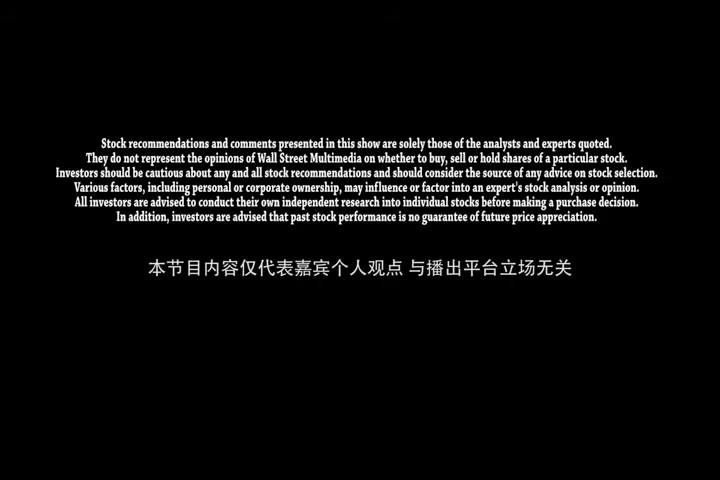 Stock recommendations and comments presented in this show are solely those of the analysts and experts quoted.
They do not represent the opinions of Wall Street Multimedia on whether to buy, sell or hold shares of a particular stock.
Investors should be cautious about any and all stock recommendations and should consider the source of any advice on stock selection.
Various factors, including personal or corporate ownership, may influence or factor into an expert's stock analysis or opinion.
All investors are advised to conduct their own independent research into individual stocks before making a purchase decision.
In addition, investors are advised that past stock performance is no guarantee of future price appreciation.
本节目内容仅代表嘉宾个人观点 与播出平台立场无关